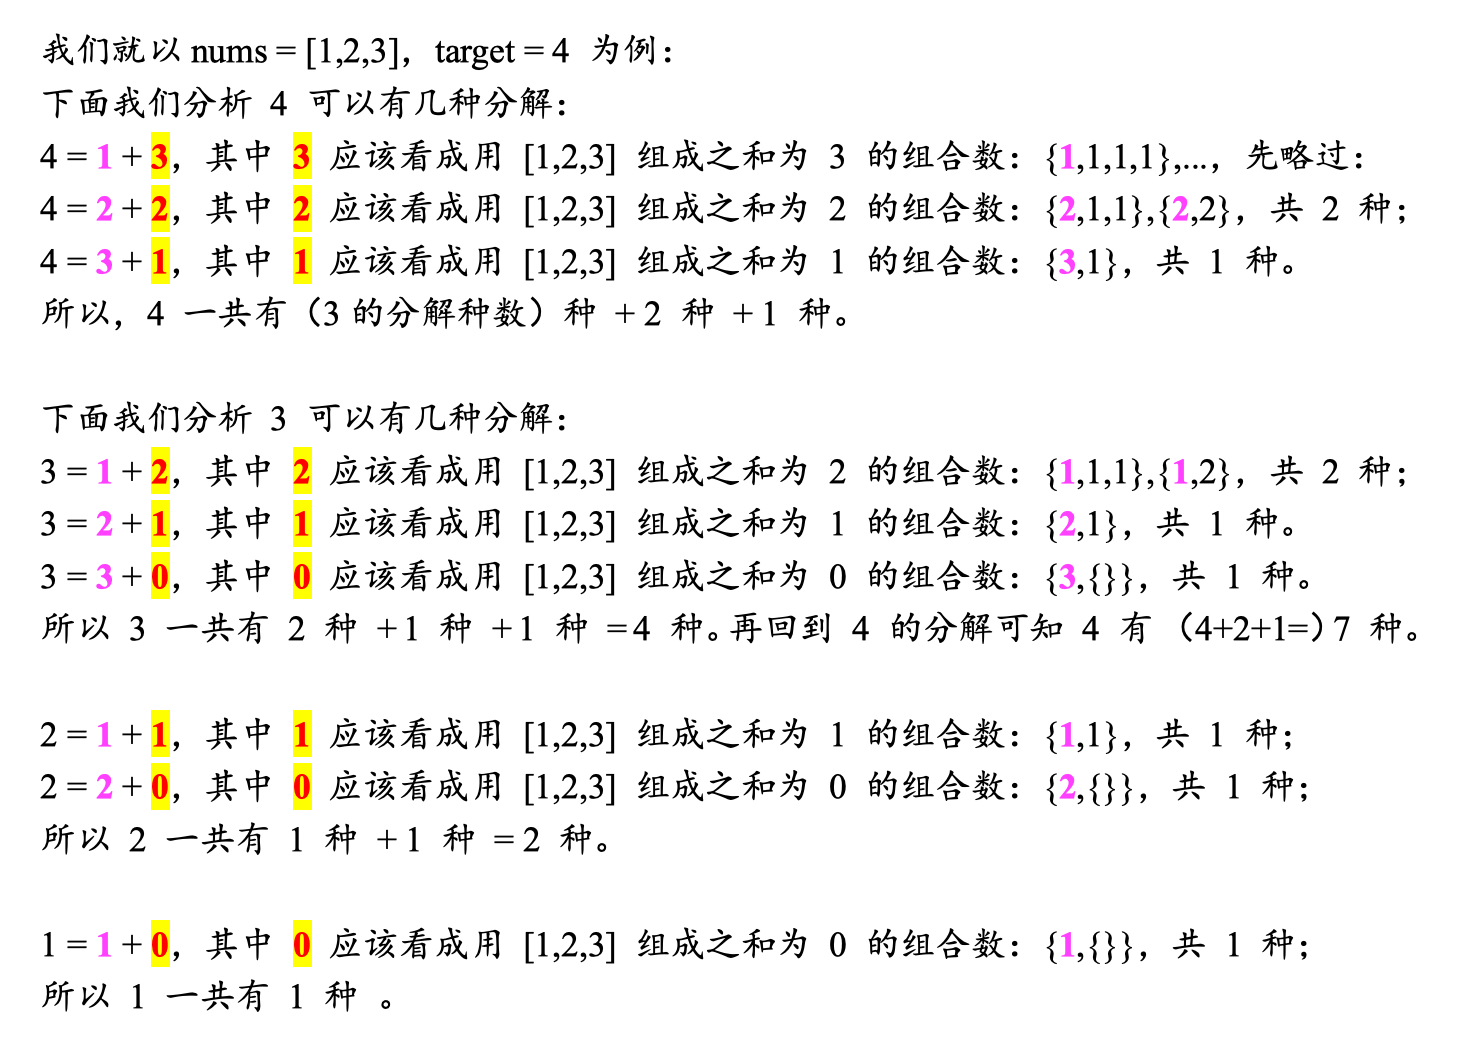 我们就以 nums = [1,2,3]，target = 4 为例：
下面我们分析 4 可以有几种分解：
4 = 1 + 3，其中 3 应该看成用 [1,2,3] 组成之和为 3 的组合数：{1,1,1,1},...，先略过：
4 = 2 + 2，其中 2 应该看成用 [1,2,3] 组成之和为 2 的组合数：{2,1,1},{2,2}，共 2 种；
4 = 3 + 1，其中 1 应该看成用 [1,2,3] 组成之和为 1 的组合数：{3,1}，共 1 种。
所以，4 一共有（3 的分解种数）种 + 2 种 + 1 种。
下面我们分析 3 可以有几种分解：
3 = 1 + 2，其中 2 应该看成用 [1,2,3] 组成之和为 2 的组合数：{1,1,1},{1,2}，共 2 种；
3 = 2 + 1，其中 1 应该看成用 [1,2,3] 组成之和为 1 的组合数：{2,1}，共 1 种。
3 = 3 + 0，其中 0 应该看成用 [1,2,3] 组成之和为 0 的组合数：{3,{}}，共 1 种。
所以 3 一共有 2 种 + 1 种 + 1 种 = 4 种。再回到 4 的分解可知 4 有（4+2+1=）7 种。
2 = 1 + 1，其中 1 应该看成用 [1,2,3] 组成之和为 1 的组合数：{1,1}，共 1 种；
2 = 2 + 0，其中 0 应该看成用 [1,2,3] 组成之和为 0 的组合数：{2,{}}，共 1 种；
所以 2 一共有 1 种 + 1 种 = 2 种。
1 = 1 + 0，其中 0 应该看成用 [1,2,3] 组成之和为 0 的组合数：{1,{}}，共 1 种；
所以 1 一共有 1 种 。